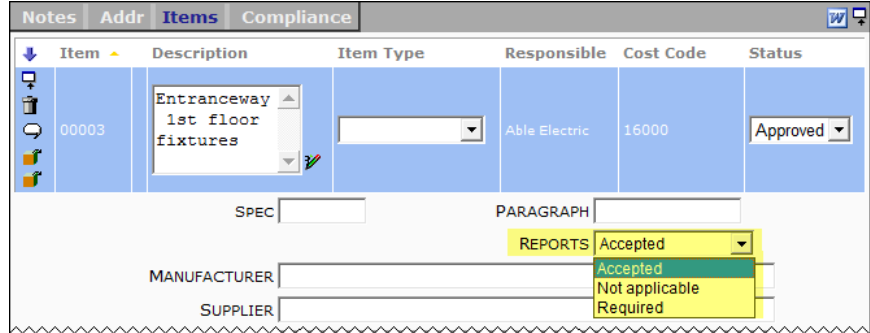 Notes Addr Items Compliance
Item Description Item Type Responsible Cost Code Status
00003
Entranceway
1st floor
fixtures
Able Electric
16000
Approved
SPEC
PARAGRAPH
REPORTS Accepted
Accepted
Not applicable
Required
MANUFACTURER
SUPPLIER